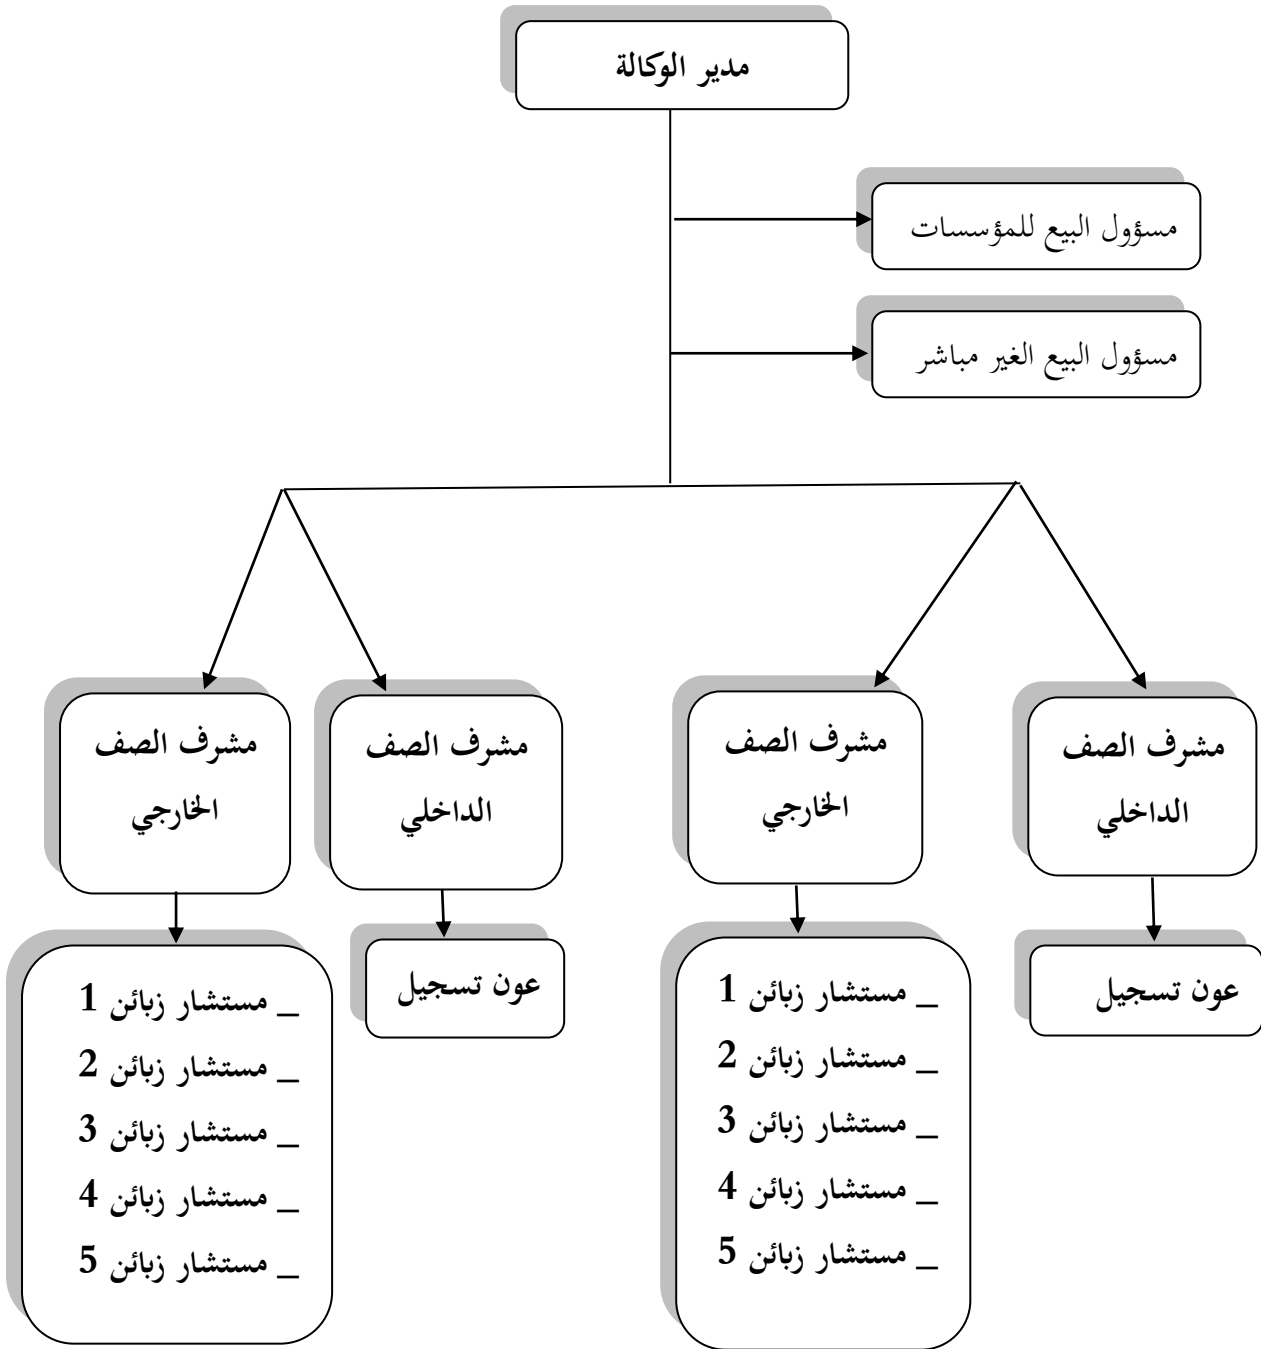 مدير الوكالة
مسؤول البيع للمؤسسات
مسؤول البيع الغير مباشر
مشرف الصف
الداخلي
مشرف الصف
الخارجي
مشرف الصف
الداخلي
مشرف الصف
الخارجي
عون تسجيل
_ مستشار زبائن 1
_ مستشار زبائن 2
_ مستشار زبائن 3
_ مستشار زبائن 4
_ مستشار زبائن 5
عون تسجيل
_ مستشار زبائن 1
_ مستشار زبائن 2
_ مستشار زبائن 3
_ مستشار زبائن 4
_ مستشار زبائن 5